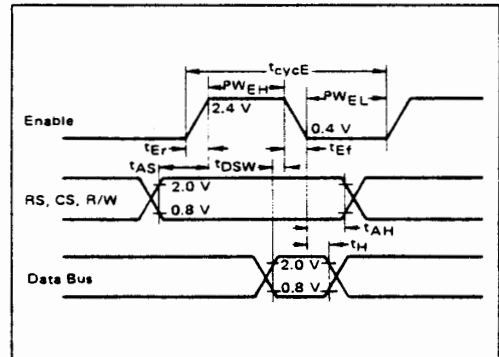 tcycE
PWEH
PWEL
2.4 V
Enable
0.4 V
tEr
tEf
tAS
tDSW
2.0 V
RS, CS, R/W
0.8 V
tAH
tH
2.0 V
Data Bus
0.8 V